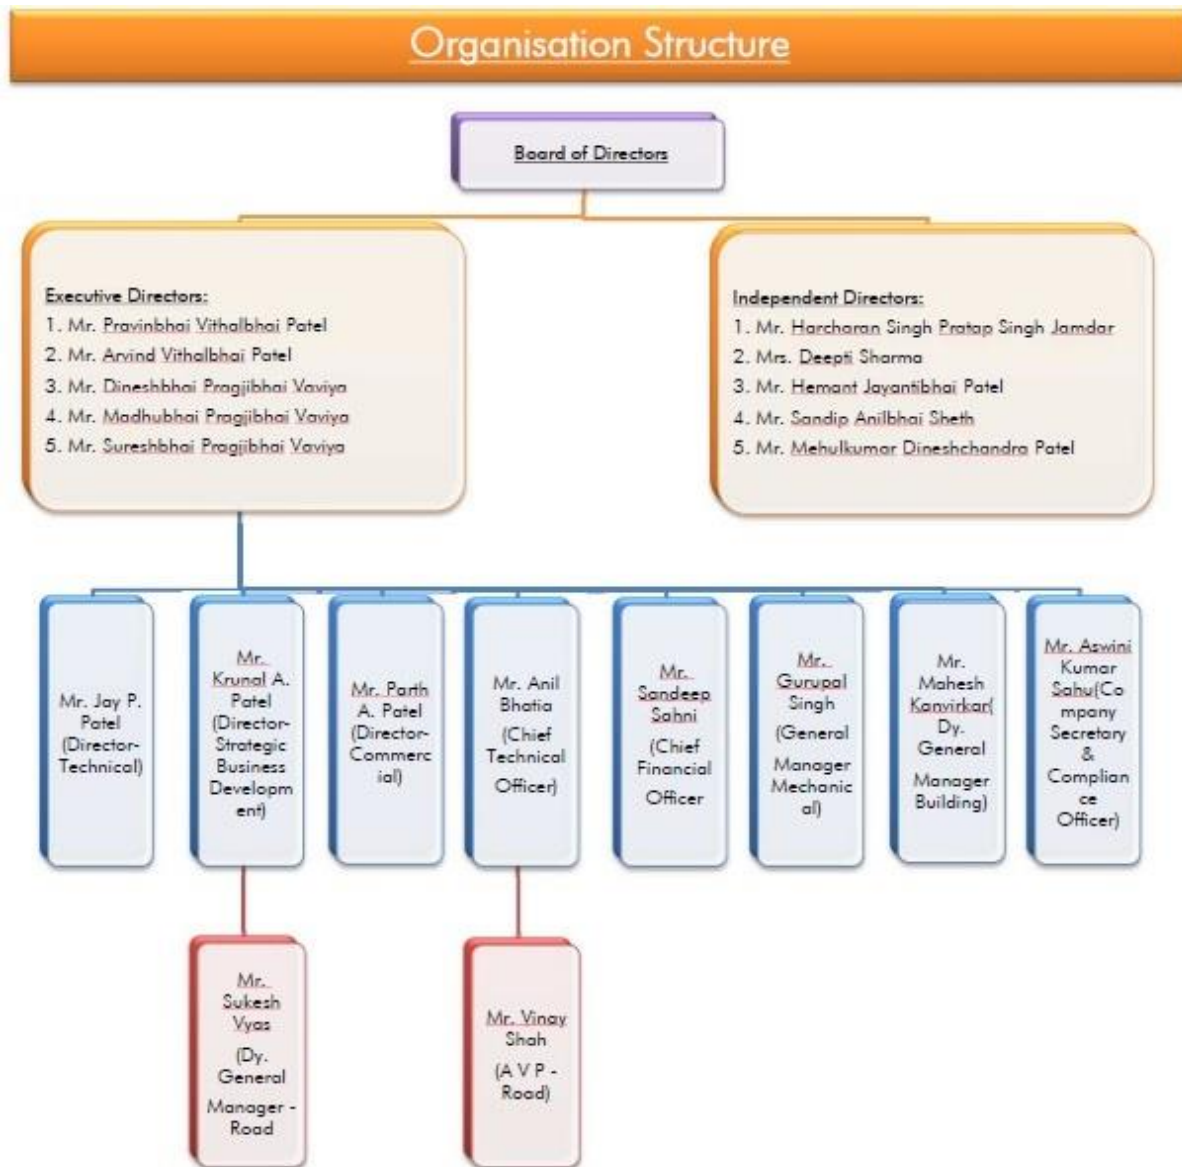 Organisation Structure
Board of Directors
Executive Directors:
1. Mr. Pravinbhai Vithalbhai Patel
2. Mr. Arvind Vithalbhai Patel
3. Mr. Dineshbhai Pragjibhai Vaviya
4. Mr. Madhubhai Pragjibhai Vaviya
5. Mr. Sureshbhai Pragjibhai Vaviya
Independent Directors:
1. Mr. Harcharan Singh Pratap Singh Jamdar
2. Mrs. Deepti Sharma
3. Mr. Hemant Jayantibhai Patel
4. Mr. Sandip Anilbhai Sheth
5. Mr. Mehulkumar Dineshchandra Patel
Mr. Jay P.
Patel
(Director-
Technical)
Mr.
Krunal A.
Patel
(Director-
Strategic
Business
Developm
ent)
Mr. Parth
A. Patel
(Director-
Commerc
ial)
Mr. Anil
Bhatia
(Chief
Technical
Officer)
Mr.
Sandeep
Sahni
(Chief
Financial
Officer
Mr.
Gurupal
Singh
(General
Manager
Mechanic
al)
Mr.
Mahesh
Kanvirkar(
Dy.
General
Manager
Building)
Mr. Aswini
Kumar
Sahu(Co
mpany
Secretary
&
Complian
ce
Officer)
Mr.
Sukesh
Vyas
(Dy.
General
Manager -
Road
Mr. Vinay
Shah
(A V P -
Road)